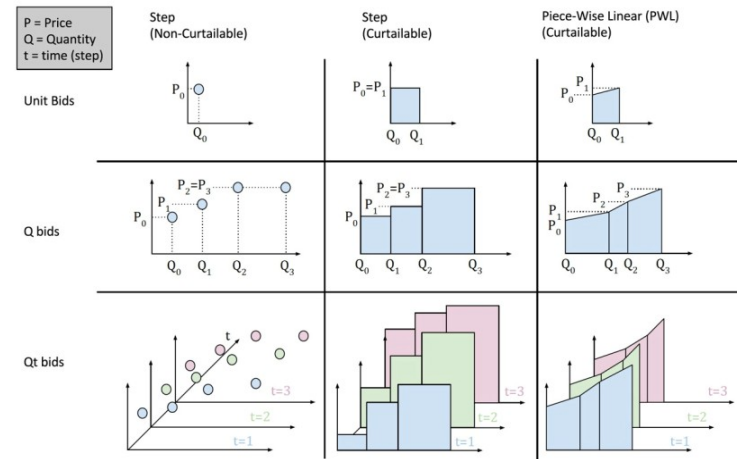 P = Price
Q = Quantity
t = time (step)
Step
(Non-Curtailable)
Step
(Curtailable)
Piece-Wise Linear (PWL)
(Curtailable)
Unit Bids
P₀
Q₀
P₀=P₁
Q₀ Q₁
P₁
P₀
Q₀ Q₁
Q bids
P₂=P₃
P₁
P₀
Q₀ Q₁ Q₂ Q₃
P₂=P₃
P₁
P₀
Q₀ Q₁ Q₂ Q₃
P₃
P₂
P₁
P₀
Q₀ Q₁ Q₂ Q₃
Qt bids
t
t=3
t=2
t=1
t=3
t=2
t=1
t=3
t=2
t=1